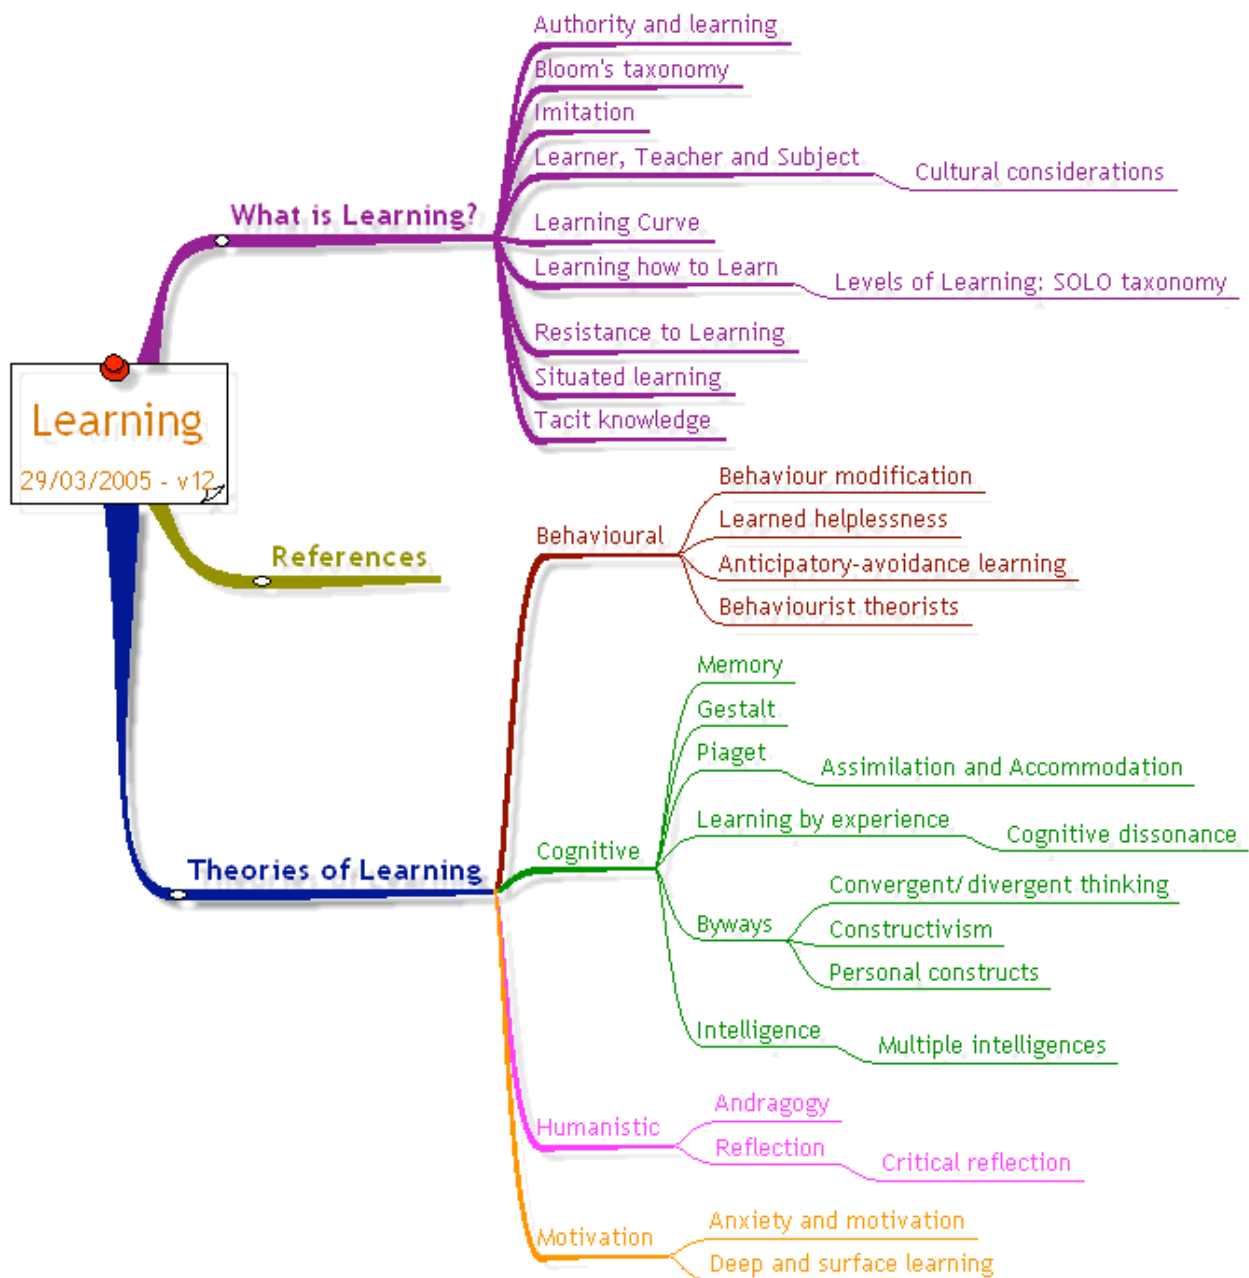 Authority and learning
Bloom's taxonomy
Imitation
Learner, Teacher and Subject
Cultural considerations
What is Learning?
Learning Curve
Learning how to Learn
Levels of Learning: SOLO taxonomy
Resistance to Learning
Situated learning
Tacit knowledge
Learning
29/03/2005 - v12
References
Behavioural
Behaviour modification
Learned helplessness
Anticipatory-avoidance learning
Behaviourist theorists
Theories of Learning
Cognitive
Memory
Gestalt
Piaget
Assimilation and Accommodation
Learning by experience
Cognitive dissonance
Byways
Convergent/divergent thinking
Constructivism
Personal constructs
Intelligence
Multiple intelligences
Humanistic
Andragogy
Reflection
Critical reflection
Motivation
Anxiety and motivation
Deep and surface learning